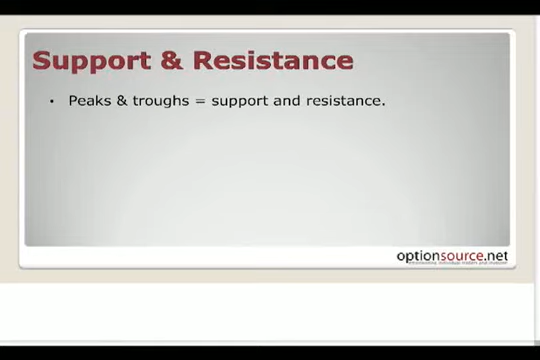 Support & Resistance
• Peaks & troughs = support and resistance.
optionsource.net